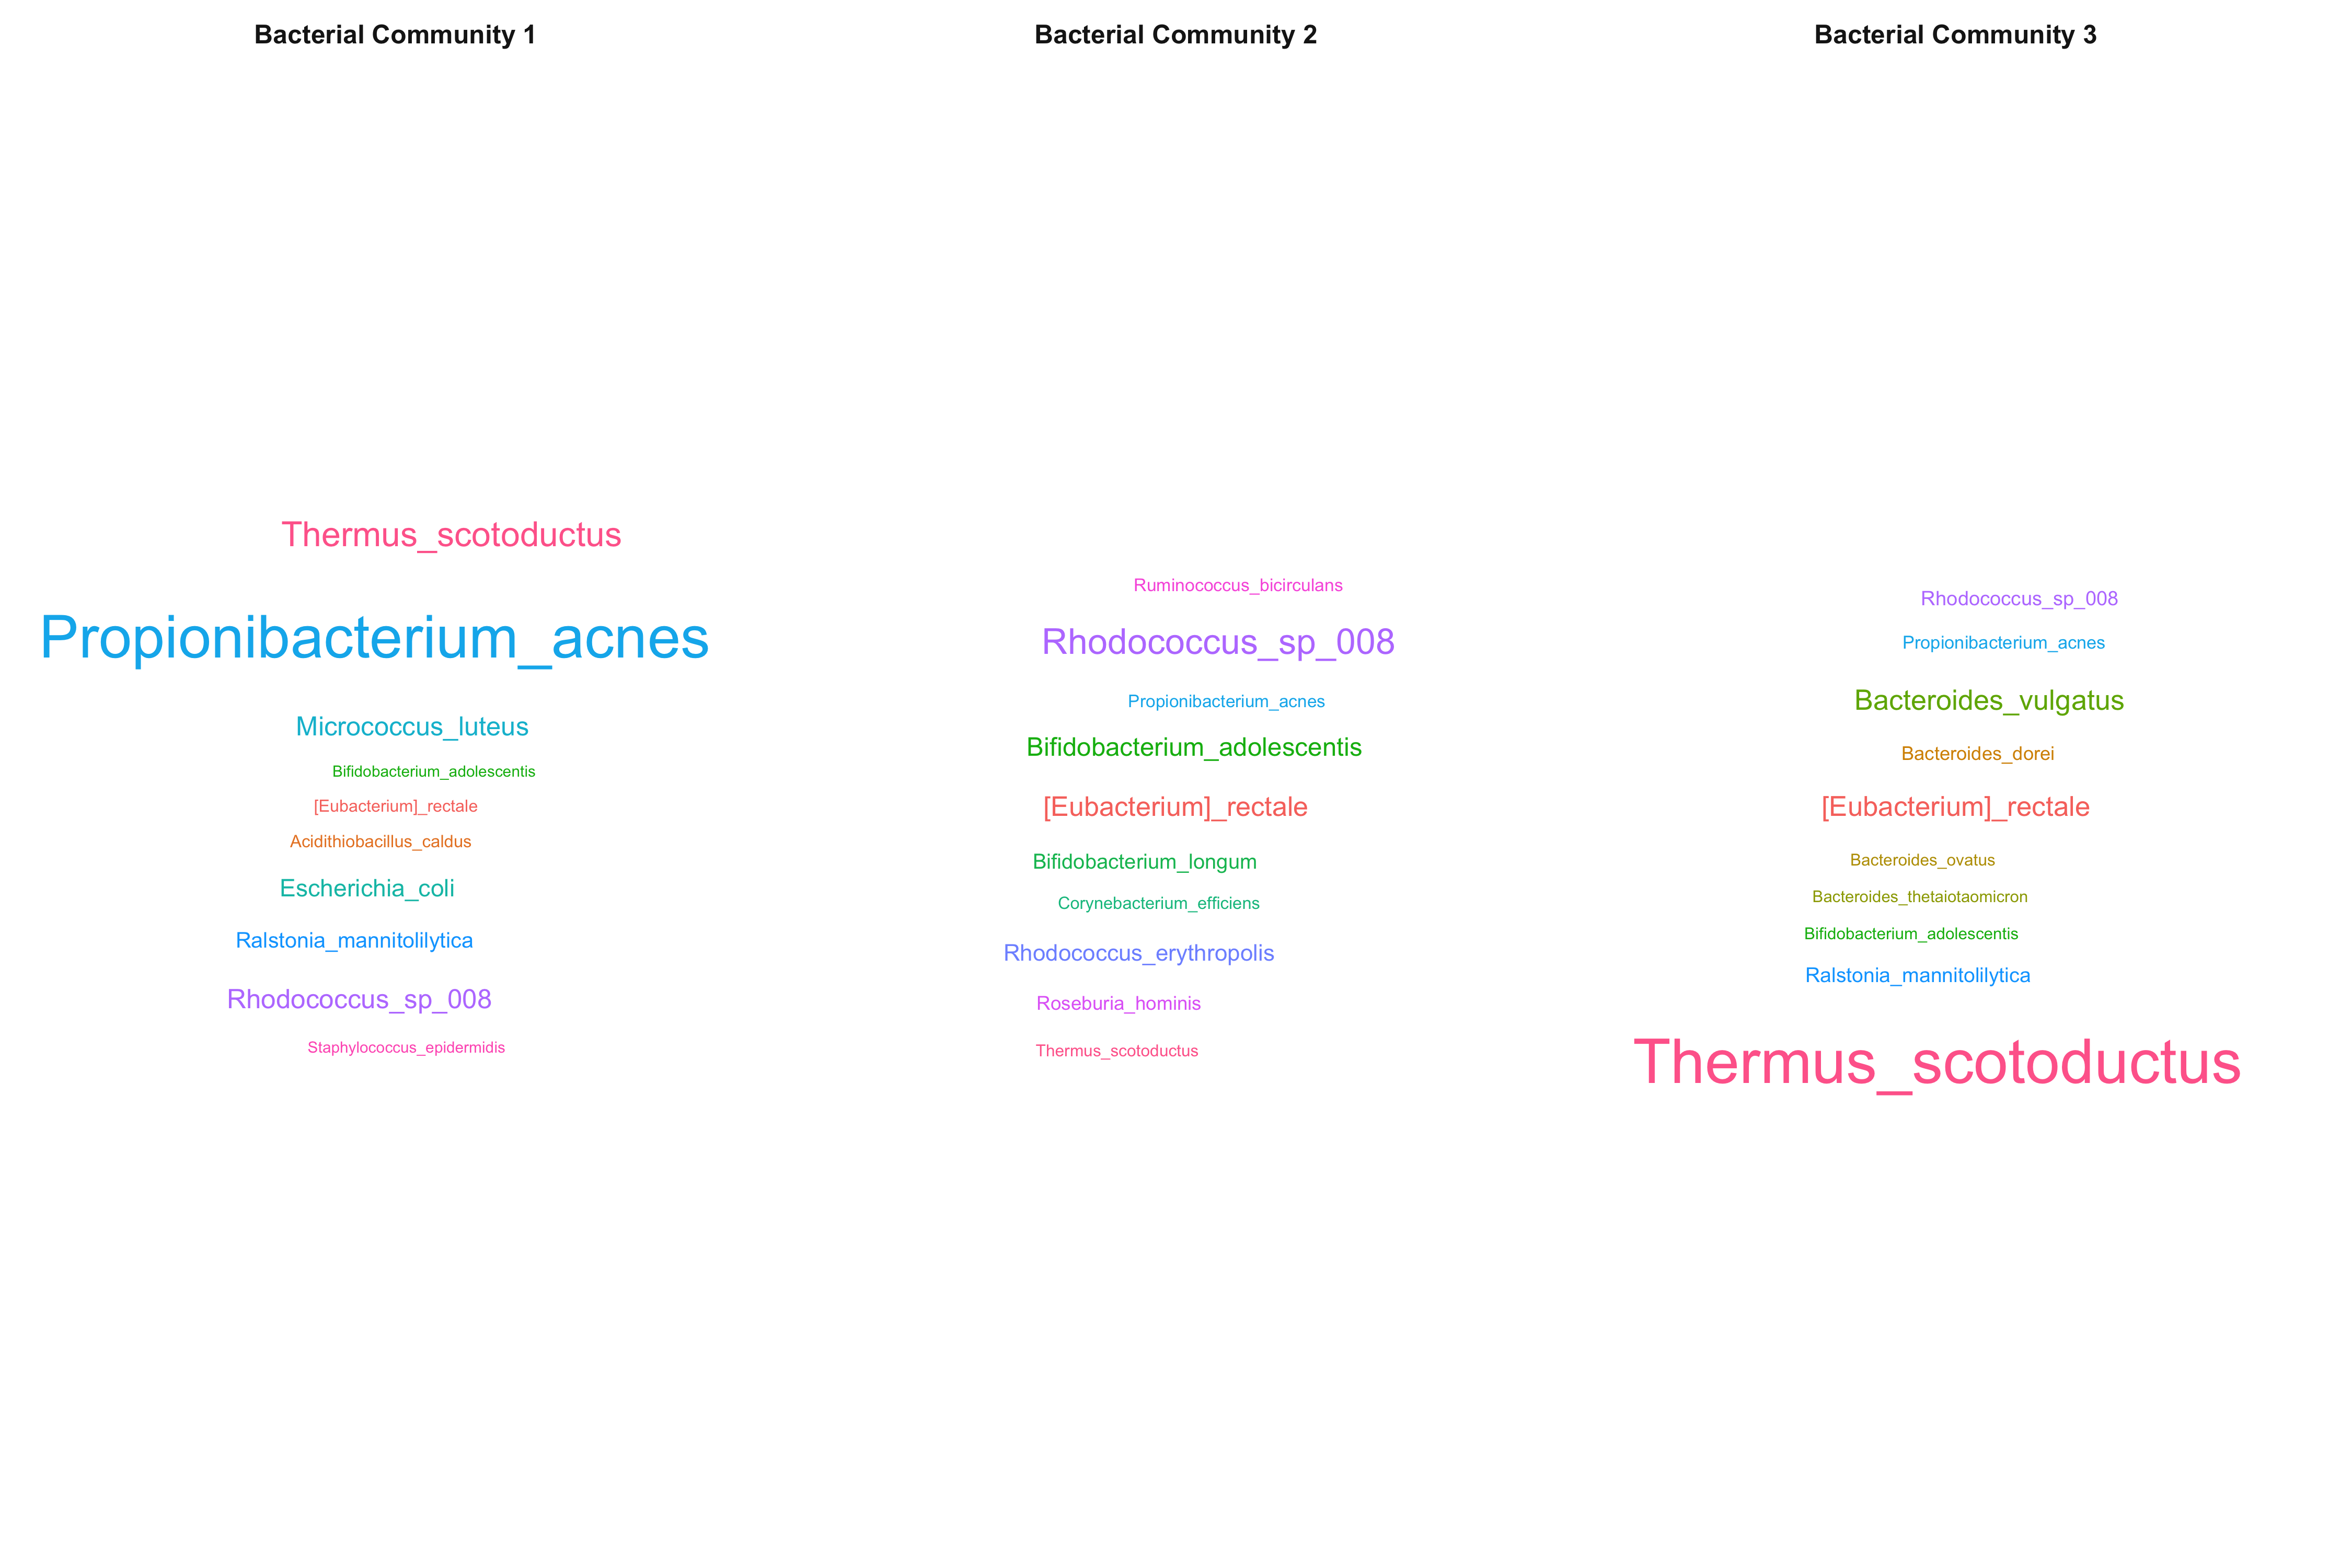 Bacterial Community 1
Thermus_scotoductus
Propionibacterium_acnes
Micrococcus_luteus
Bifidobacterium_adolescentis
[Eubacterium]_rectale
Acidithiobacillus_caldus
Escherichia_coli
Ralstonia_mannitolilytica
Rhodococcus_sp_008
Staphylococcus_epidermidis
Bacterial Community 2
Ruminococcus_bicirculans
Rhodococcus_sp_008
Propionibacterium_acnes
Bifidobacterium_adolescentis
[Eubacterium]_rectale
Bifidobacterium_longum
Corynebacterium_efficiens
Rhodococcus_erythropolis
Roseburia_hominis
Thermus_scotoductus
Bacterial Community 3
Rhodococcus_sp_008
Propionibacterium_acnes
Bacteroides_vulgatus
Bacteroides_dorei
[Eubacterium]_rectale
Bacteroides_ovatus
Bacteroides_thetaiotaomicron
Bifidobacterium_adolescentis
Ralstonia_mannitolilytica
Thermus_scotoductus